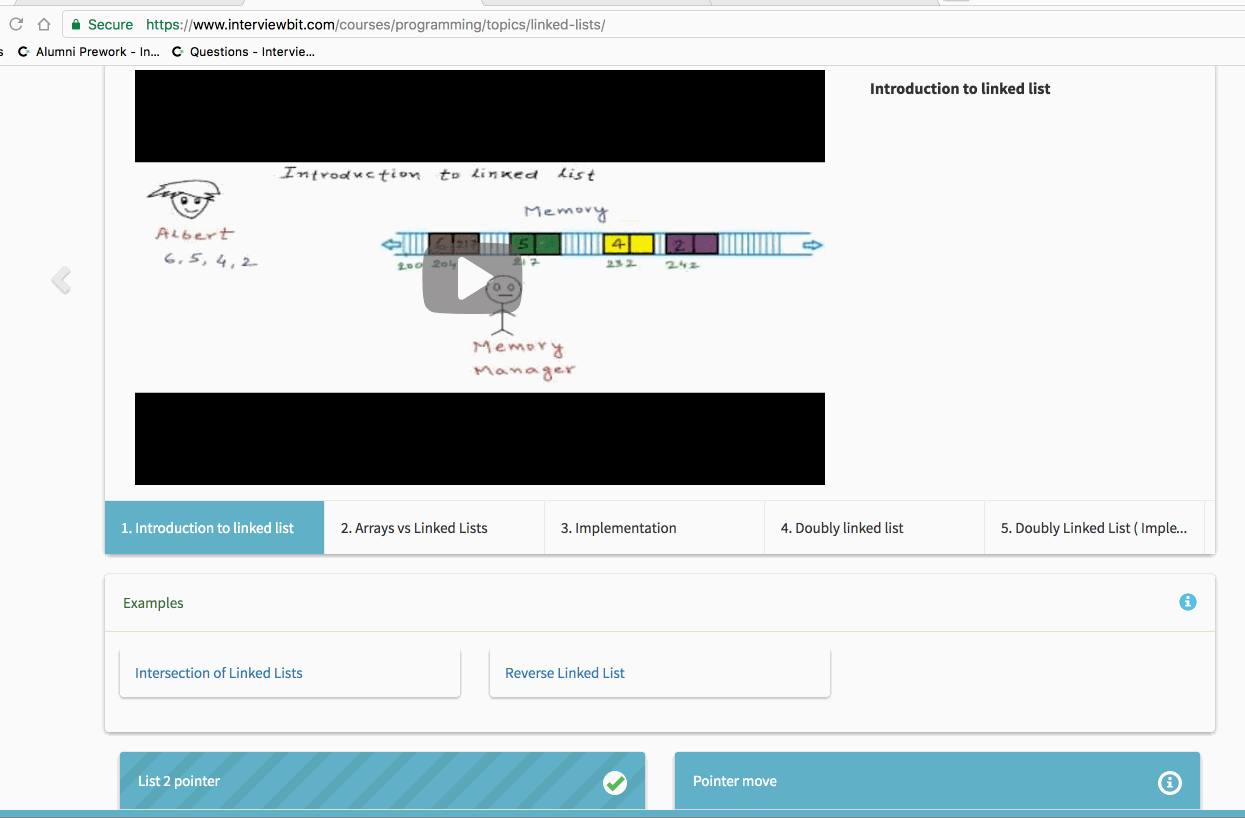 Secure https://www.interviewbit.com/courses/programming/topics/linked-lists/
s Alumni Prework - In... Questions - Intervie...
Introduction to linked list
Introduction to linked list
Memory
Albert
6, 5, 4, 2
6 217 5 4 2
200 204 217 232 242
Memory
Manager
1. Introduction to linked list 2. Arrays vs Linked Lists 3. Implementation 4. Doubly linked list 5. Doubly Linked List ( Imple...
Examples
Intersection of Linked Lists Reverse Linked List
List 2 pointer Pointer move